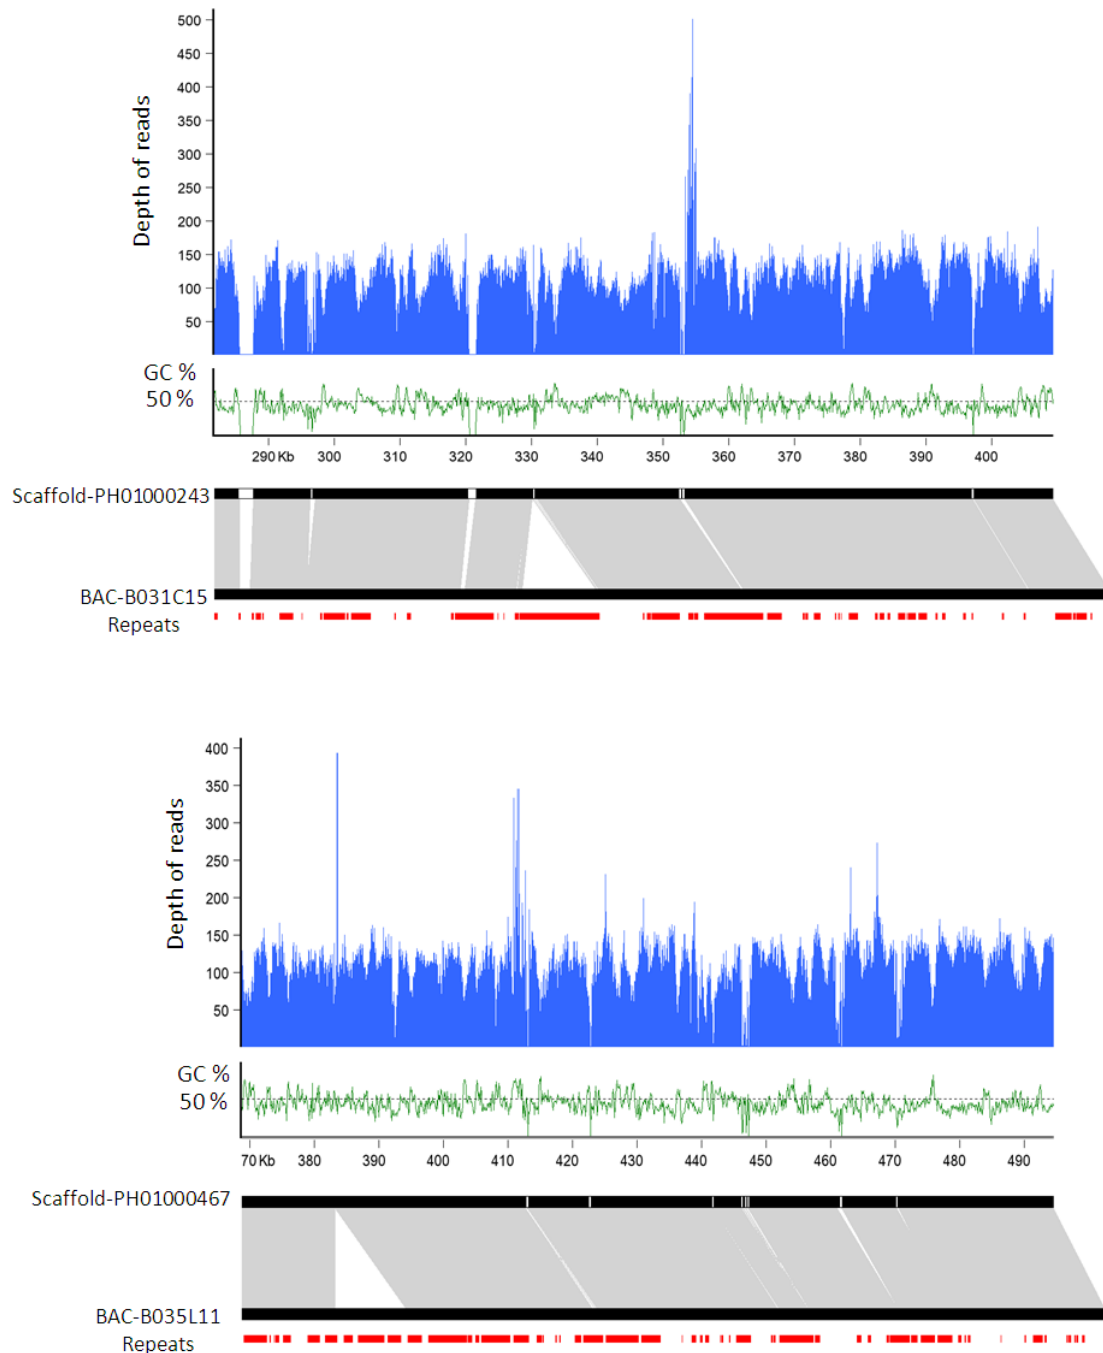 500
450
400
350
300
250
200
150
100
50
Depth of reads
GC %
50 %
290 Kb 300 310 320 330 340 350 360 370 380 390 400
Scaffold-PH01000243
BAC-B031C15
Repeats
400
350
300
250
200
150
100
50
Depth of reads
GC %
50 %
70 Kb 380 390 400 410 420 430 440 450 460 470 480 490
Scaffold-PH01000467
BAC-B035L11
Repeats